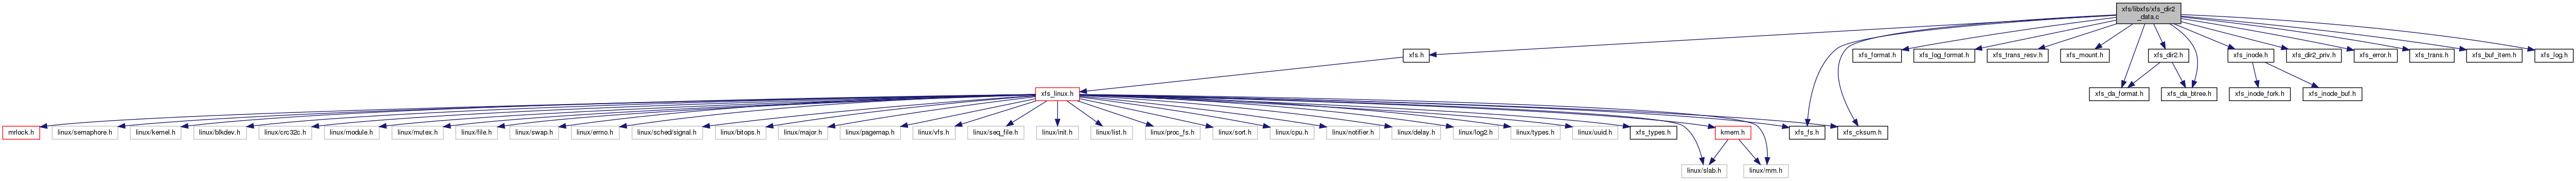 xfs/libxfs/xfs_dir2
_data.c
xfs.h
xfs_format.h
xfs_log_format.h
xfs_trans_resv.h
xfs_mount.h
xfs_dir2.h
xfs_inode.h
xfs_dir2_priv.h
xfs_error.h
xfs_trans.h
xfs_buf_item.h
xfs_log.h
xfs_linux.h
xfs_da_format.h
xfs_da_btree.h
xfs_inode_fork.h
xfs_inode_buf.h
mrlock.h
linux/semaphore.h
linux/kernel.h
linux/blkdev.h
linux/crc32c.h
linux/module.h
linux/mutex.h
linux/file.h
linux/swap.h
linux/errno.h
linux/sched/signal.h
linux/bitops.h
linux/major.h
linux/pagemap.h
linux/vfs.h
linux/seq_file.h
linux/init.h
linux/list.h
linux/proc_fs.h
linux/sort.h
linux/cpu.h
linux/notifier.h
linux/delay.h
linux/log2.h
linux/types.h
linux/uuid.h
xfs_types.h
kmem.h
xfs_fs.h
xfs_cksum.h
linux/slab.h
linux/mm.h